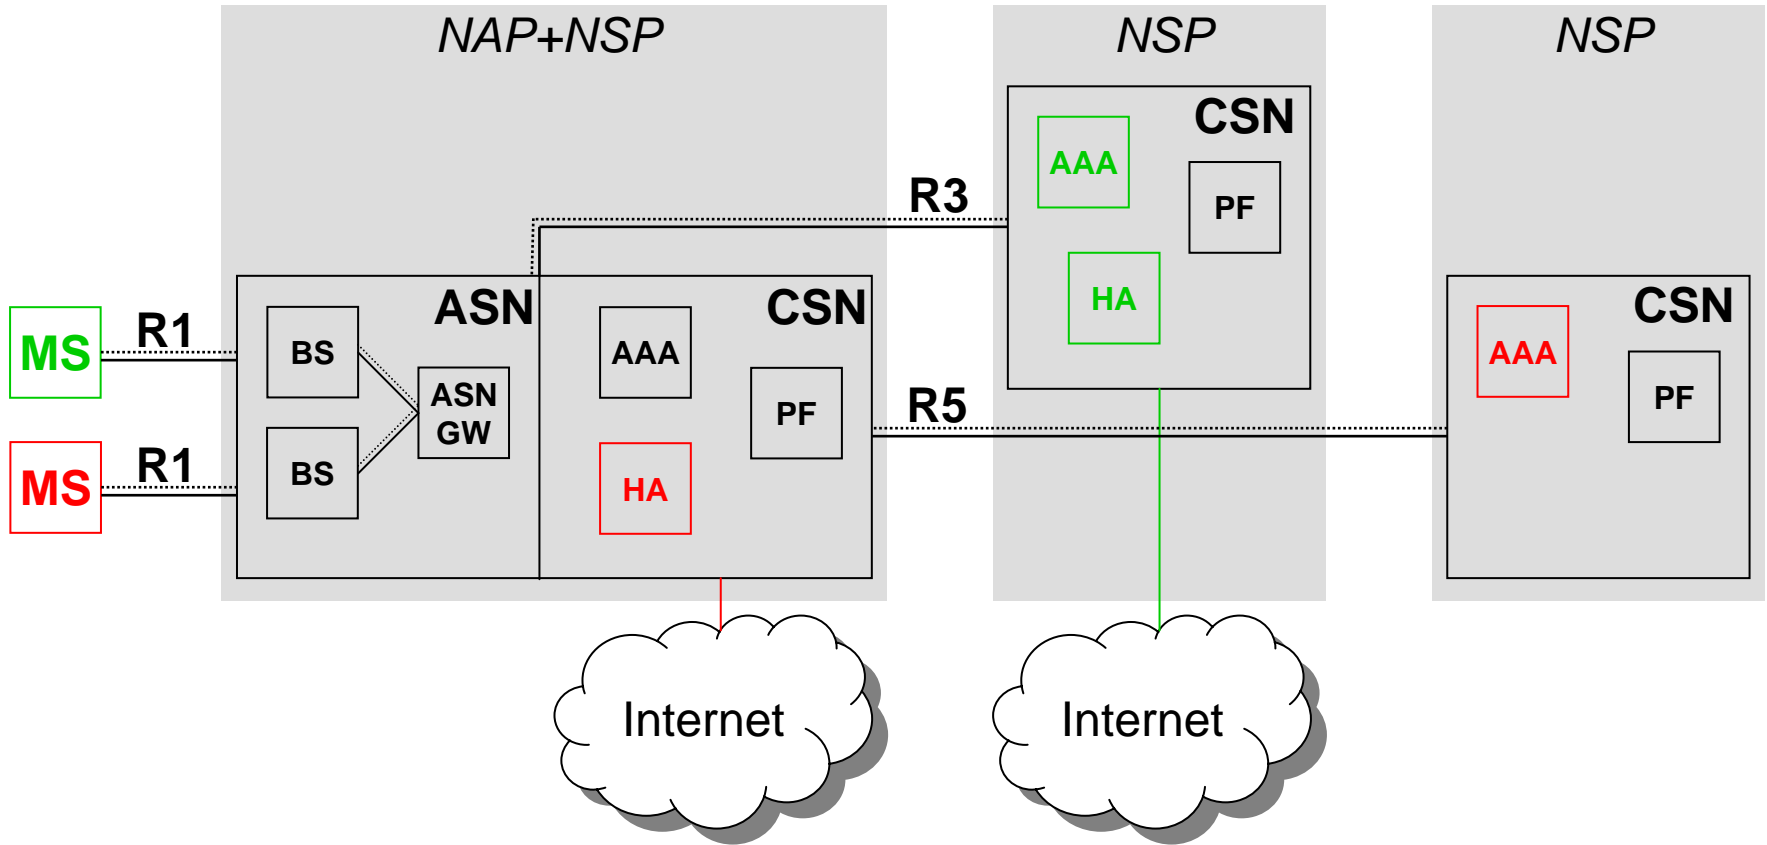 NAP+NSP
NSP
NSP
CSN
AAA
PF
R3
HA
ASN
CSN
CSN
MS
R1
BS
AAA
AAA
ASN
GW
PF
R5
PF
MS
R1
BS
HA
Internet
Internet